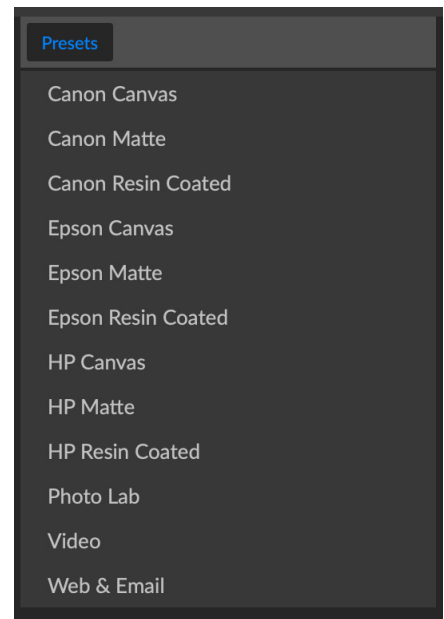 Presets
Canon Canvas
Canon Matte
Canon Resin Coated
Epson Canvas
Epson Matte
Epson Resin Coated
HP Canvas
HP Matte
HP Resin Coated
Photo Lab
Video
Web & Email